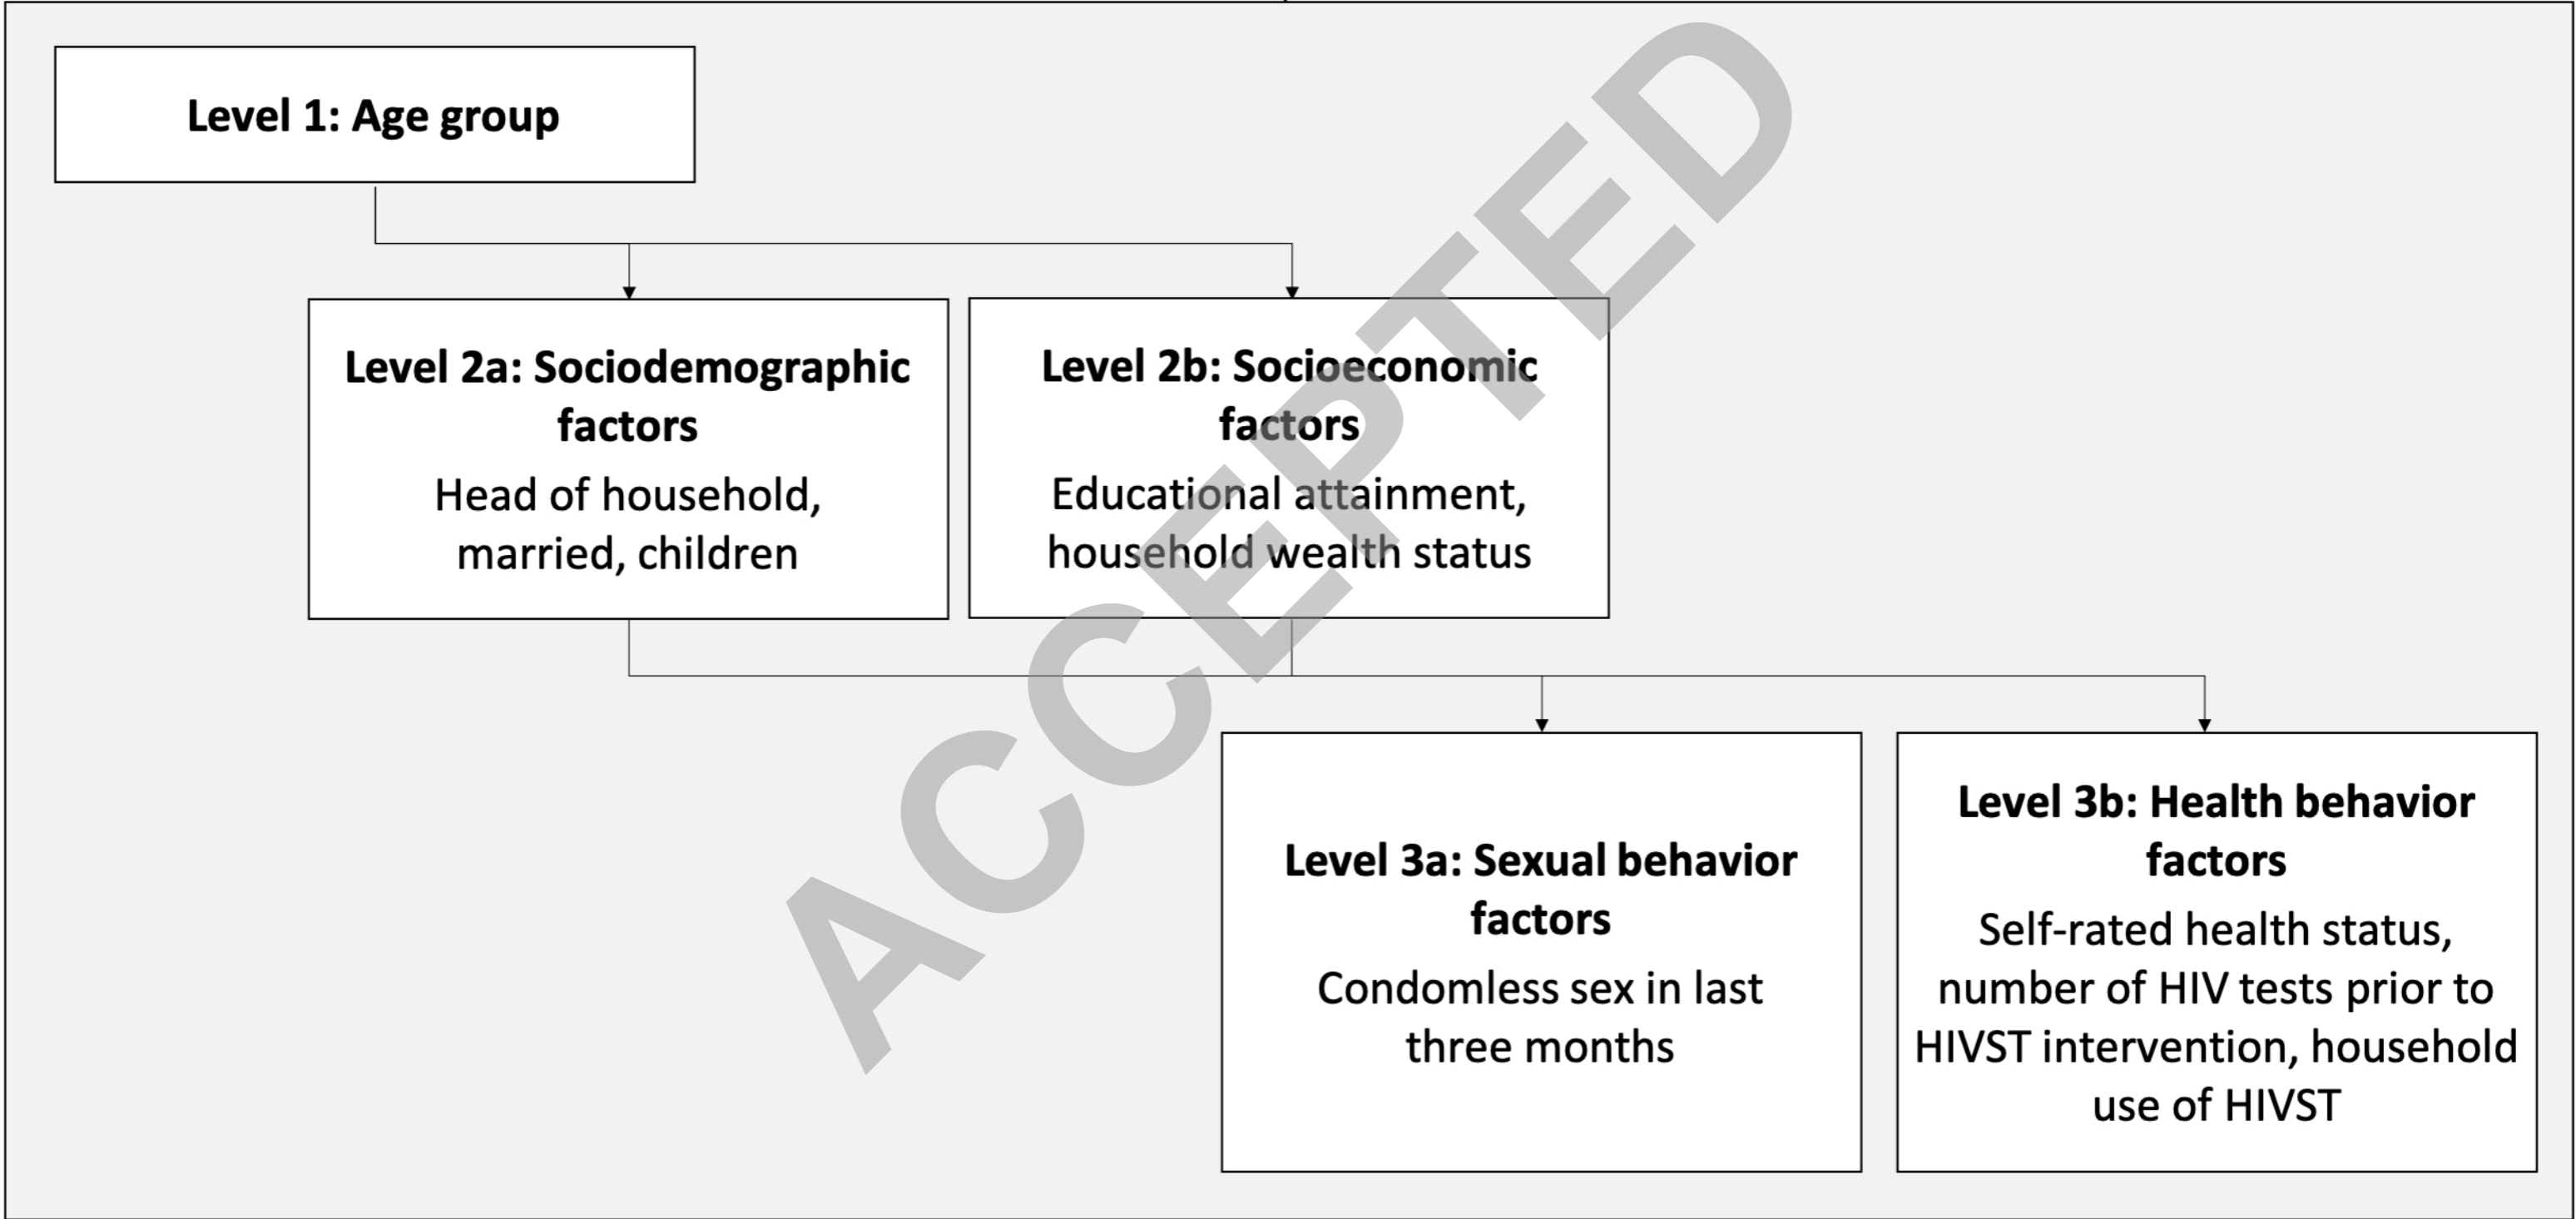 Level 1: Age group
Level 2a: Sociodemographic
factors
Head of household,
married, children
Level 2b: Socioeconomic
factors
Educational attainment,
household wealth status
Level 3a: Sexual behavior
factors
Condomless sex in last
three months
Level 3b: Health behavior
factors
Self-rated health status,
number of HIV tests prior to
HIVST intervention, household
use of HIVST
ACCEPTED